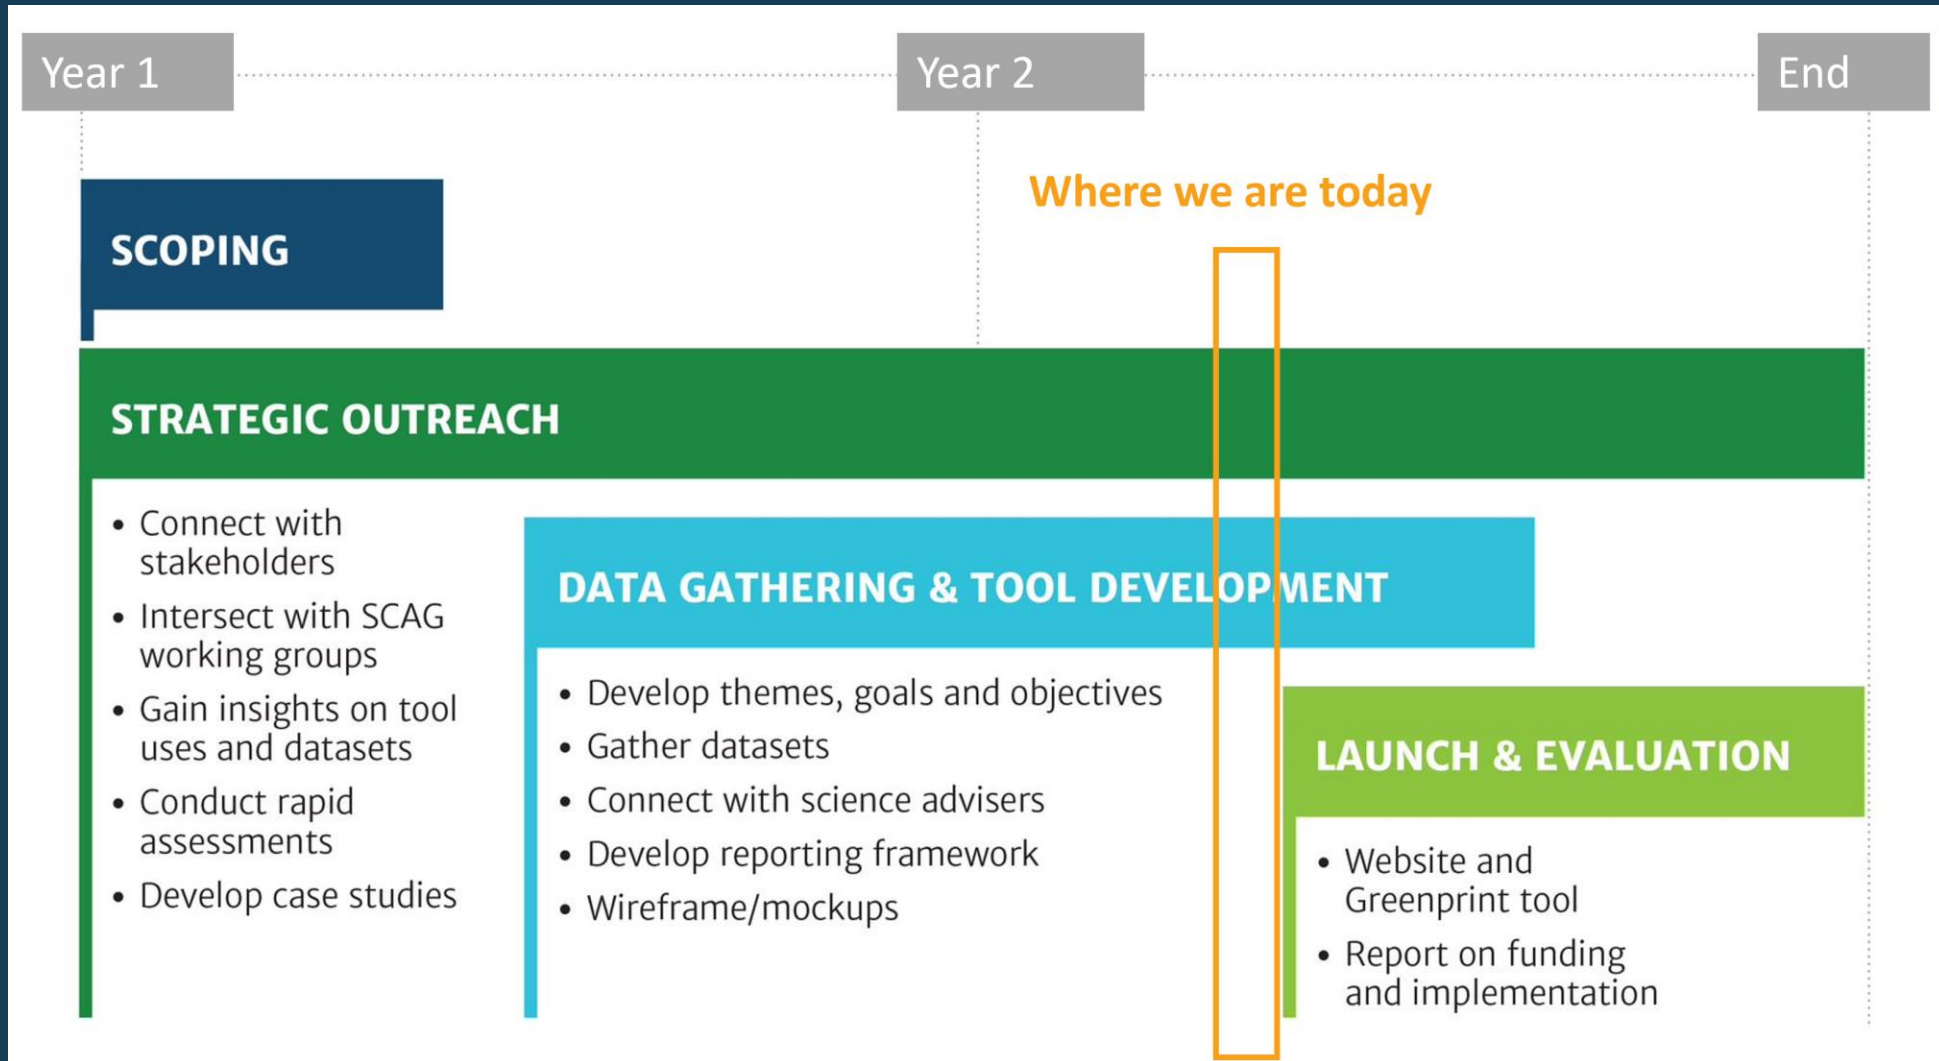 Year 1
Year 2
End
Where we are today
SCOPING
STRATEGIC OUTREACH
• Connect with
stakeholders
• Intersect with SCAG
working groups
• Gain insights on tool
uses and datasets
• Conduct rapid
assessments
• Develop case studies
DATA GATHERING & TOOL DEVELOPMENT
• Develop themes, goals and objectives
• Gather datasets
• Connect with science advisers
• Develop reporting framework
• Wireframe/mockups
LAUNCH & EVALUATION
• Website and
Greenprint tool
• Report on funding
and implementation